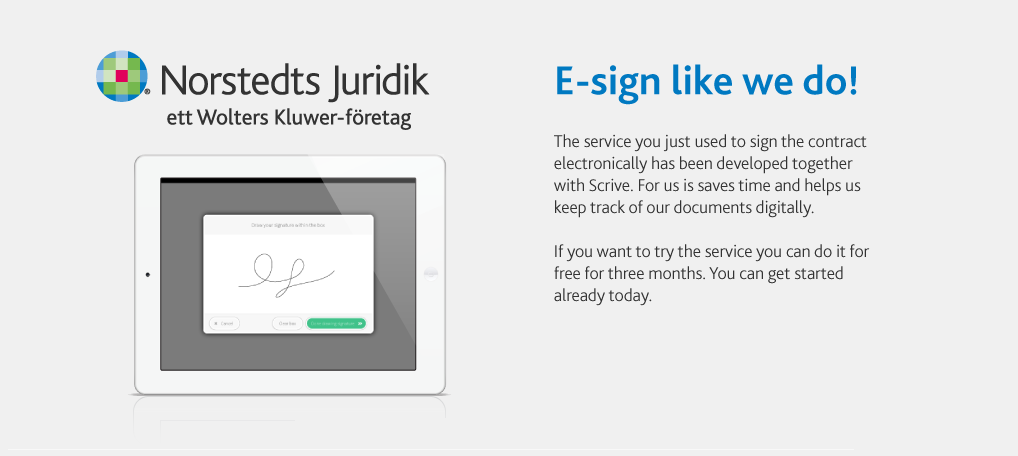 Norstedts Juridik
ett Wolters Kluwer-företag
E-sign like we do!
The service you just used to sign the contract
electronically has been developed together
with Scrive. For us is saves time and helps us
keep track of our documents digitally.
If you want to try the service you can do it for
free for three months. You can get started
already today.
Draw your signature within the box
Cancel
Clear box